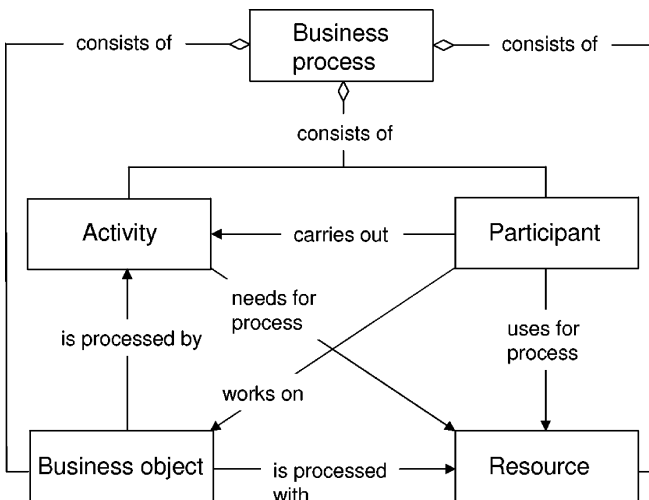 consists of
Business
process
consists of
consists of
Activity
carries out
Participant
needs for
process
is processed by
uses for
process
works on
Business object
is processed
with
Resource